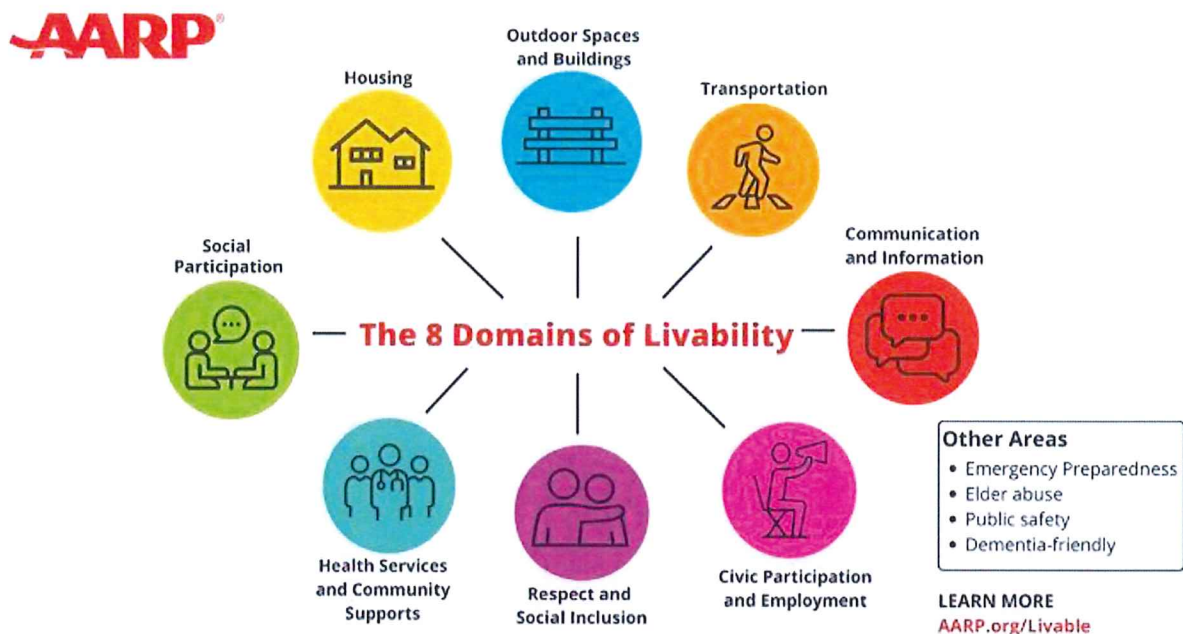 AARP®
Outdoor Spaces
and Buildings
Housing
Transportation
Social
Participation
Communication
and Information
The 8 Domains of Livability
Health Services
and Community
Supports
Respect and
Social Inclusion
Civic Participation
and Employment
Other Areas
• Emergency Preparedness
• Elder abuse
• Public safety
• Dementia-friendly
LEARN MORE
AARP.org/Livable